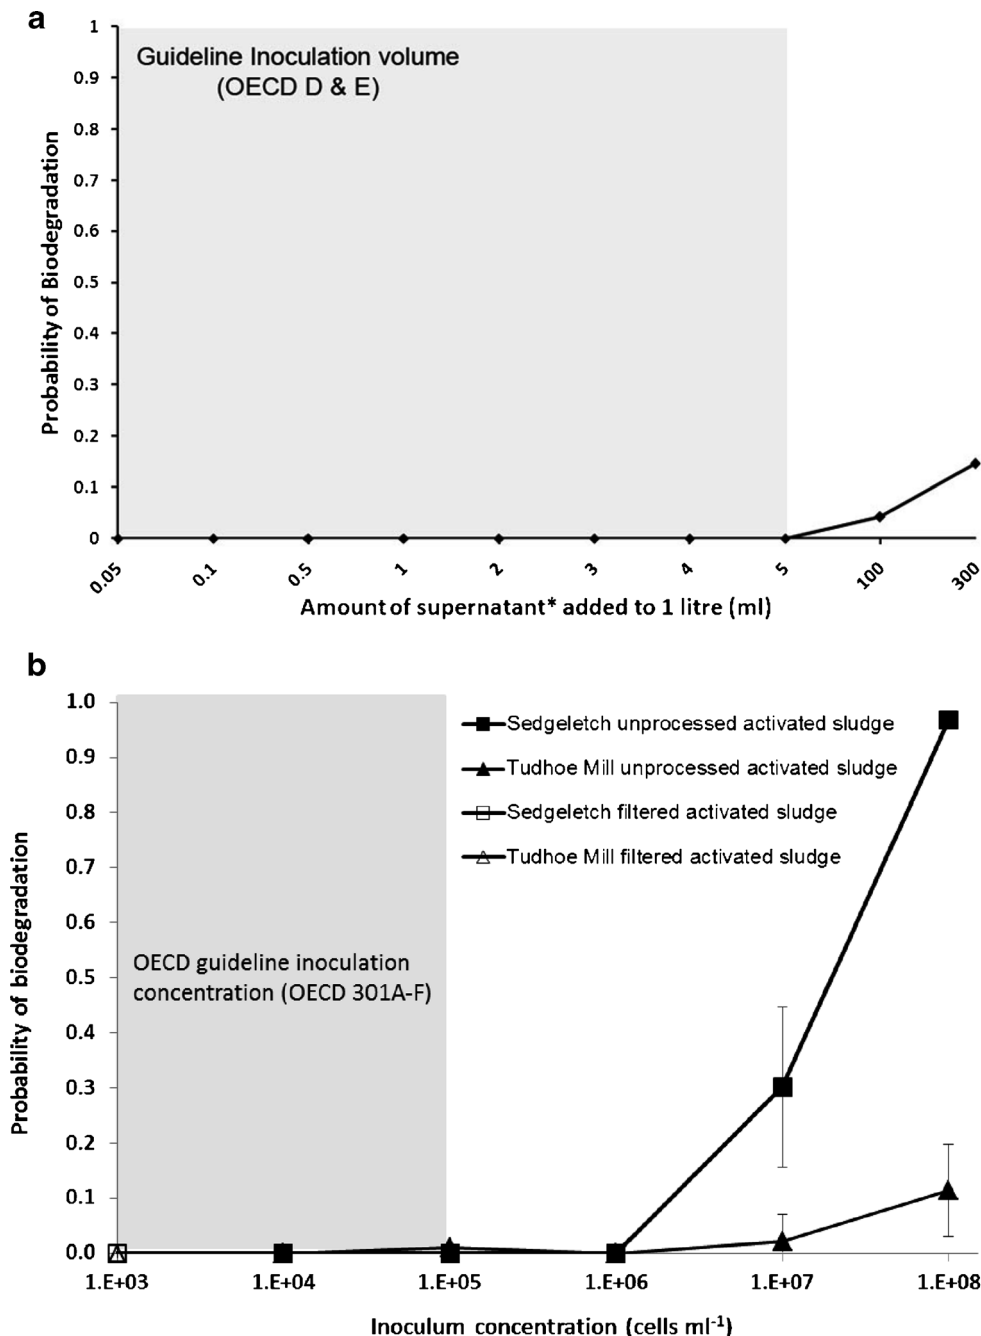 a
Guideline Inoculation volume
(OECD D & E)
Probability of Biodegradation
1
0.9
0.8
0.7
0.6
0.5
0.4
0.3
0.2
0.1
0
0.05 0.1 0.5 1 2 3 4 5 100 300
Amount of supernatant* added to 1 litre (ml)
b
Probability of biodegradation
1.0
0.9
0.8
0.7
0.6
0.5
0.4
0.3
0.2
0.1
0.0
Sedgeletch unprocessed activated sludge
Tudhoe Mill unprocessed activated sludge
Sedgeletch filtered activated sludge
Tudhoe Mill filtered activated sludge
OECD guideline inoculation
concentration (OECD 301A-F)
1.E+03 1.E+04 1.E+05 1.E+06 1.E+07 1.E+08
Inoculum concentration (cells ml⁻¹)